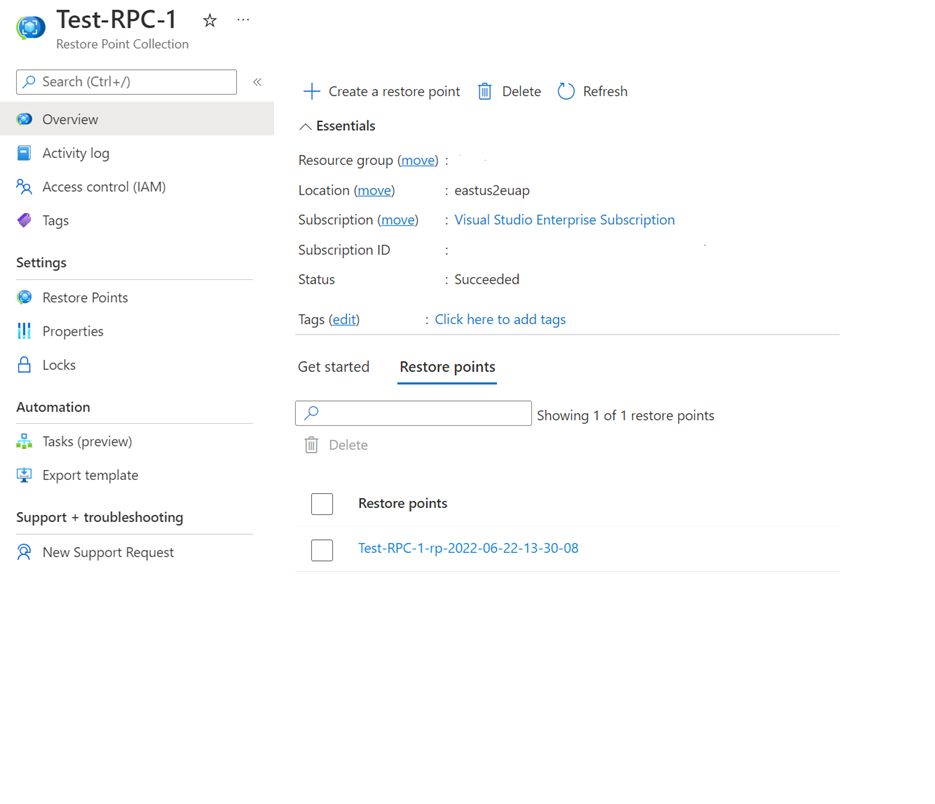 Test-RPC-1 ☆ ···
Restore Point Collection
Search (Ctrl+/) «
Overview
Activity log
Access control (IAM)
Tags
Settings
Restore Points
Properties
Locks
Automation
Tasks (preview)
Export template
Support + troubleshooting
New Support Request
Create a restore point Delete Refresh
Essentials
Resource group (move) :
Location (move) : eastus2euap
Subscription (move) : Visual Studio Enterprise Subscription
Subscription ID :
Status : Succeeded
Tags (edit) : Click here to add tags
Get started Restore points
Showing 1 of 1 restore points
Delete
Restore points
Test-RPC-1-rp-2022-06-22-13-30-08